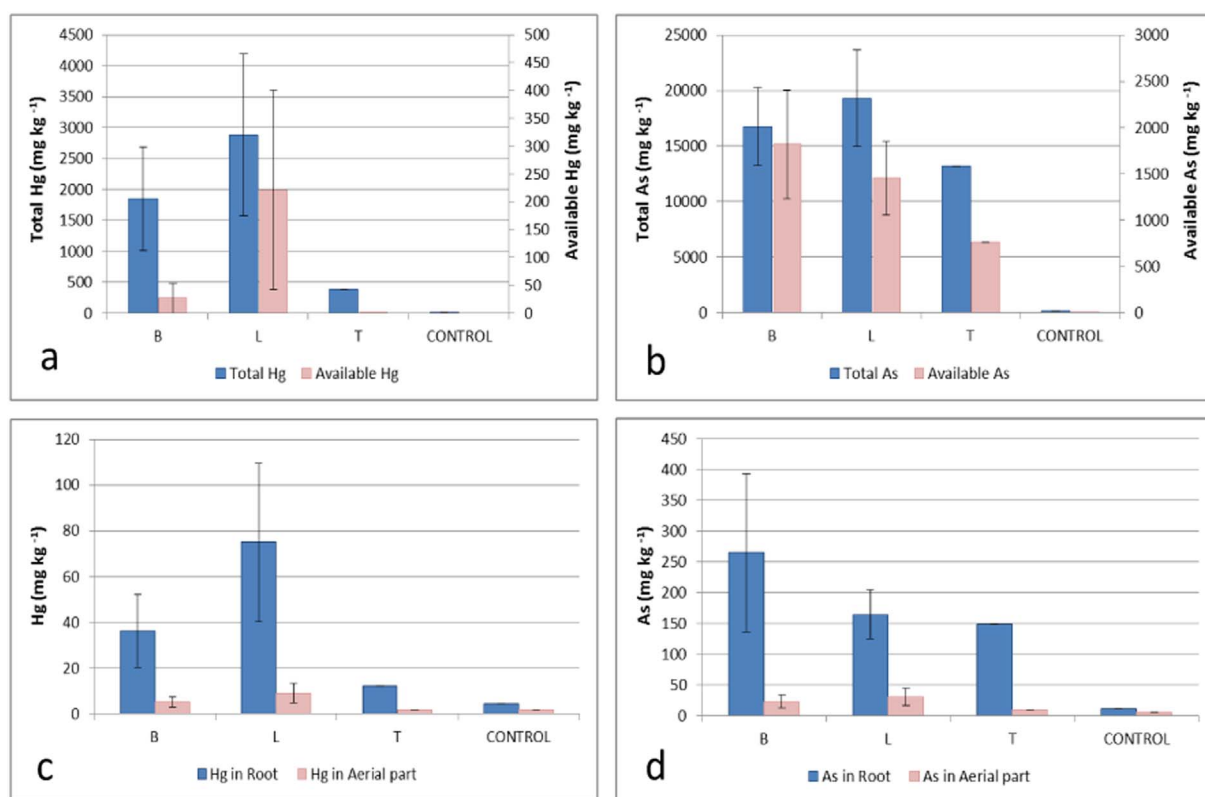 4500
4000
3500
3000
2500
2000
1500
1000
500
0
Total Hg (mg kg -1)
500
450
400
350
300
250
200
150
100
50
0
Available Hg (mg kg -1)
B L T CONTROL
a
Total Hg Available Hg
25000
20000
15000
10000
5000
0
Total As (mg kg -1)
3000
2500
2000
1500
1000
500
0
Available As (mg kg -1)
B L T CONTROL
b
Total As Available As
120
100
80
60
40
20
0
Hg (mg kg -1)
B L T CONTROL
c
Hg in Root Hg in Aerial part
450
400
350
300
250
200
150
100
50
0
As (mg kg -1)
B L T CONTROL
d
As in Root As in Aerial part